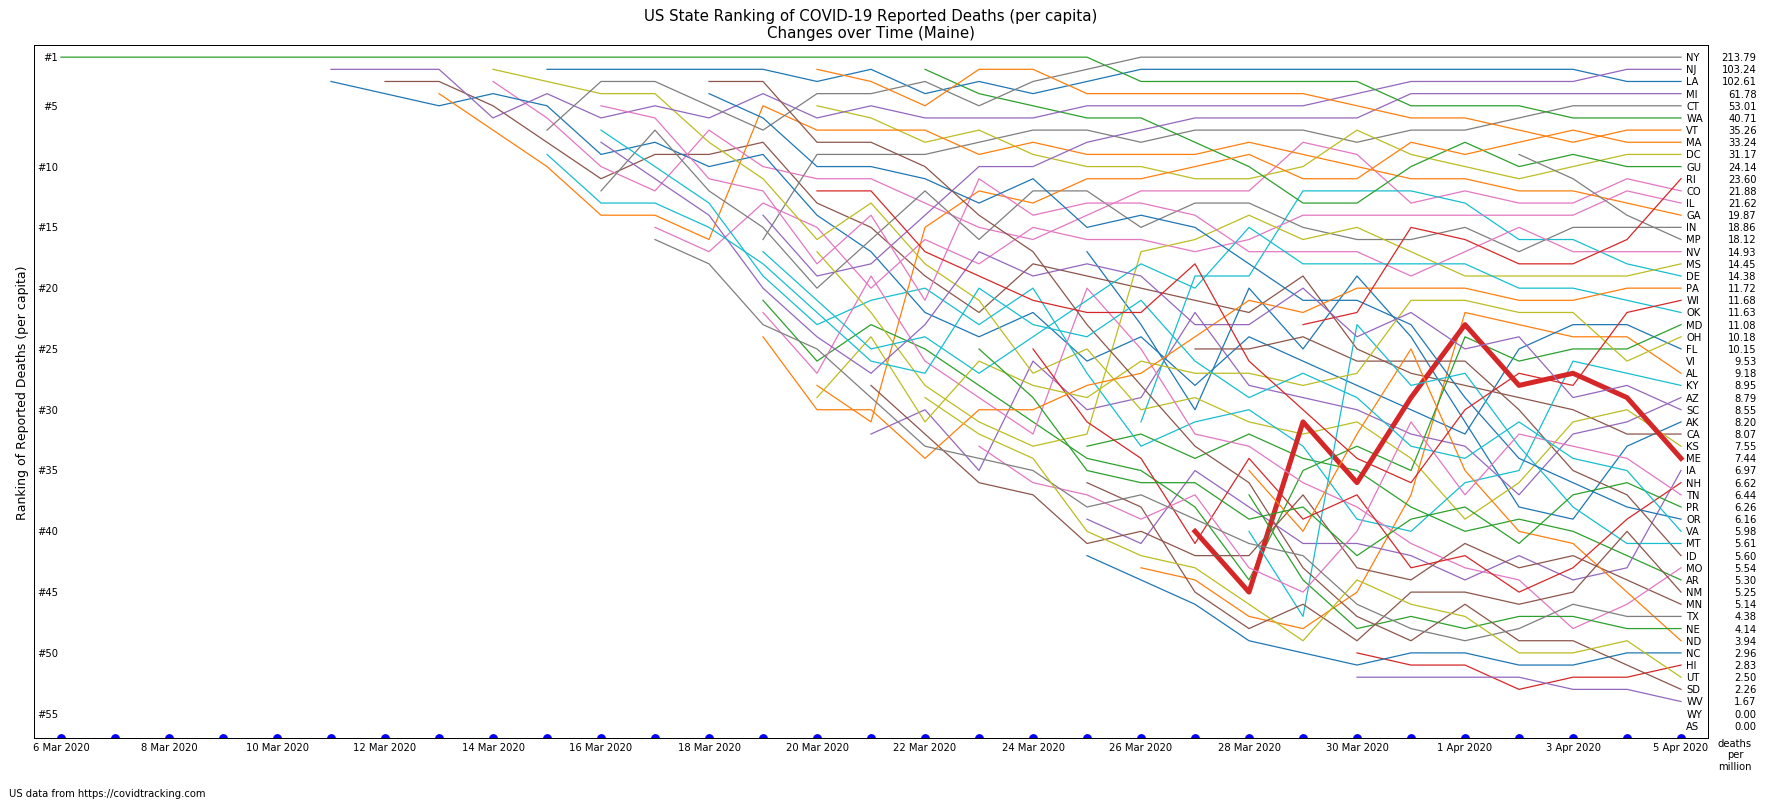 US State Ranking of COVID-19 Reported Deaths (per capita)
Changes over Time (Maine)
Ranking of Reported Deaths (per capita)
#1
#5
#10
#15
#20
#25
#30
#35
#40
#45
#50
#55
NY 213.79
NJ 103.24
LA 102.61
MI 61.78
CT 53.01
WA 40.71
VT 35.26
MA 33.24
DC 31.17
GU 24.14
RI 23.60
CO 21.88
IL 21.62
GA 19.87
IN 18.86
MP 18.12
NV 14.93
MS 14.45
DE 14.38
PA 11.72
WI 11.68
OK 11.63
MD 11.08
OH 10.18
FL 10.15
VI 9.53
AL 9.18
KY 8.95
AZ 8.79
SC 8.55
AK 8.20
CA 8.07
KS 7.55
ME 7.44
IA 6.97
NH 6.62
TN 6.44
PR 6.26
OR 6.16
VA 5.98
MT 5.61
ID 5.60
MO 5.54
AR 5.30
NM 5.25
MN 5.14
TX 4.38
NE 4.14
ND 3.94
NC 2.96
HI 2.83
UT 2.50
SD 2.26
WV 1.67
WY 0.00
AS 0.00
6 Mar 2020 8 Mar 2020 10 Mar 2020 12 Mar 2020 14 Mar 2020 16 Mar 2020 18 Mar 2020 20 Mar 2020 22 Mar 2020 24 Mar 2020 26 Mar 2020 28 Mar 2020 30 Mar 2020 1 Apr 2020 3 Apr 2020 5 Apr 2020
deaths
per
million
US data from https://covidtracking.com